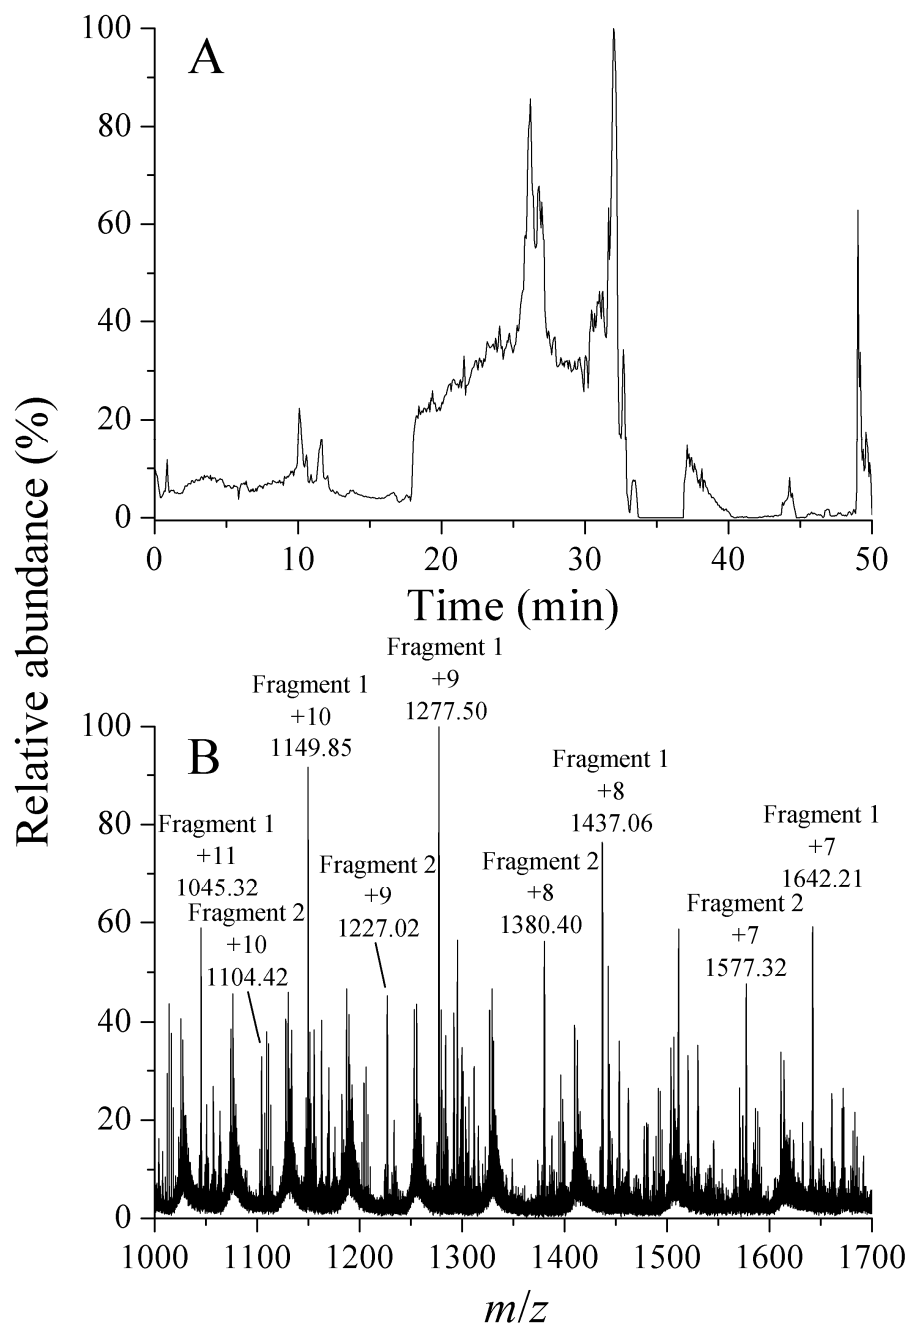 A
100
80
60
40
20
0
0 10 20 30 40 50
Time (min)
Relative abundance (%)
B
Fragment 1
+9
1277.50
Fragment 1
+10
1149.85
Fragment 1
+8
1437.06
Fragment 1
+7
1642.21
Fragment 1
+11
1045.32
Fragment 2
+9
1227.02
Fragment 2
+8
1380.40
Fragment 2
+10
1104.42
Fragment 2
+7
1577.32
100
80
60
40
20
0
1000 1100 1200 1300 1400 1500 1600 1700
m/z